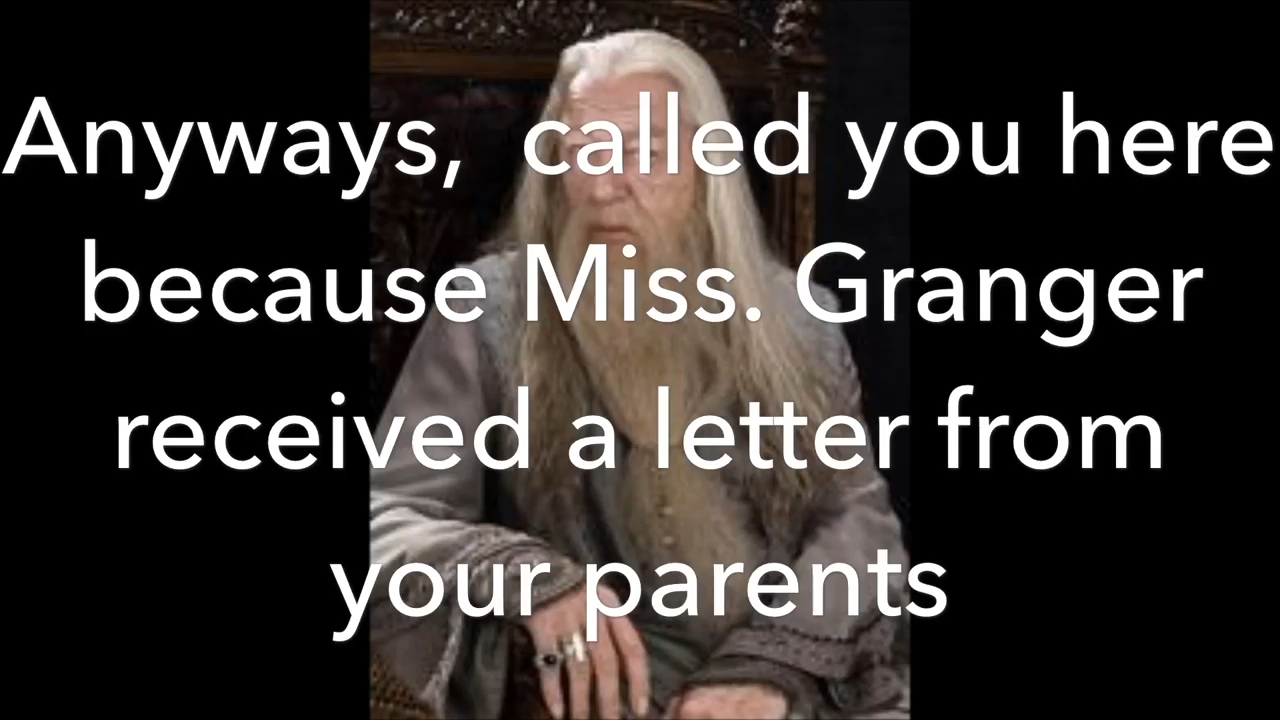 Anyways,  called you here
because Miss. Granger
received a letter from
your parents